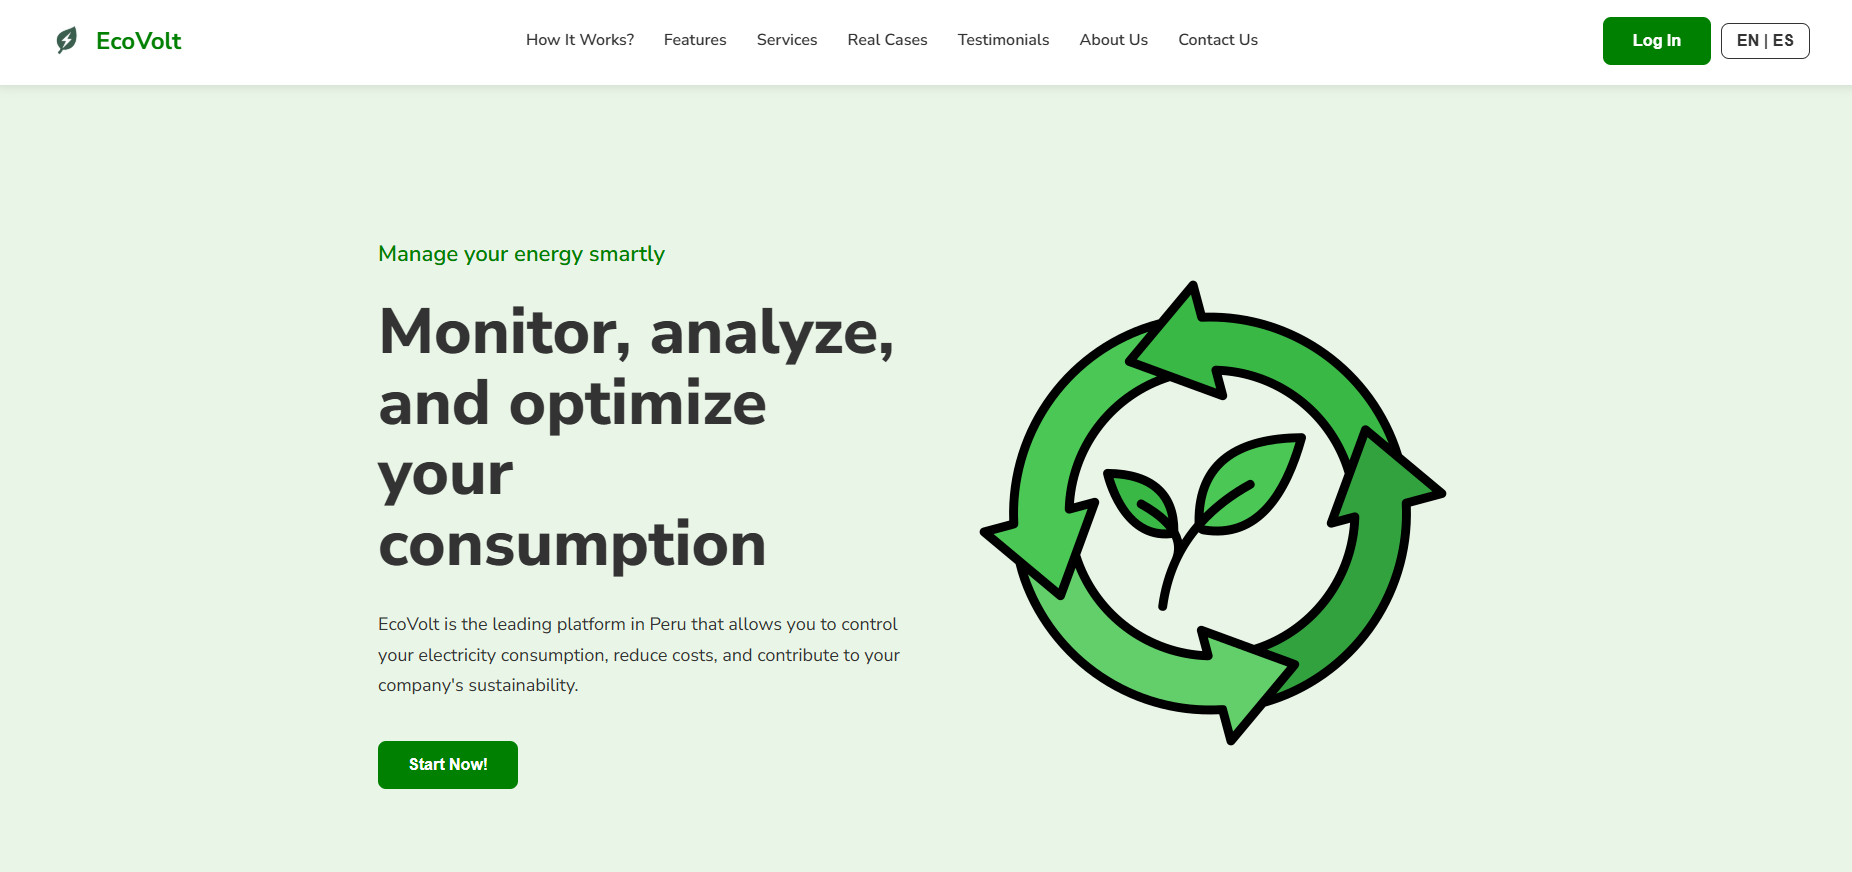 EcoVolt
How It Works?
Features
Services
Real Cases
Testimonials
About Us
Contact Us
Log In
EN | ES
Manage your energy smartly
Monitor, analyze,
and optimize
your
consumption
EcoVolt is the leading platform in Peru that allows you to control
your electricity consumption, reduce costs, and contribute to your
company's sustainability.
Start Now!